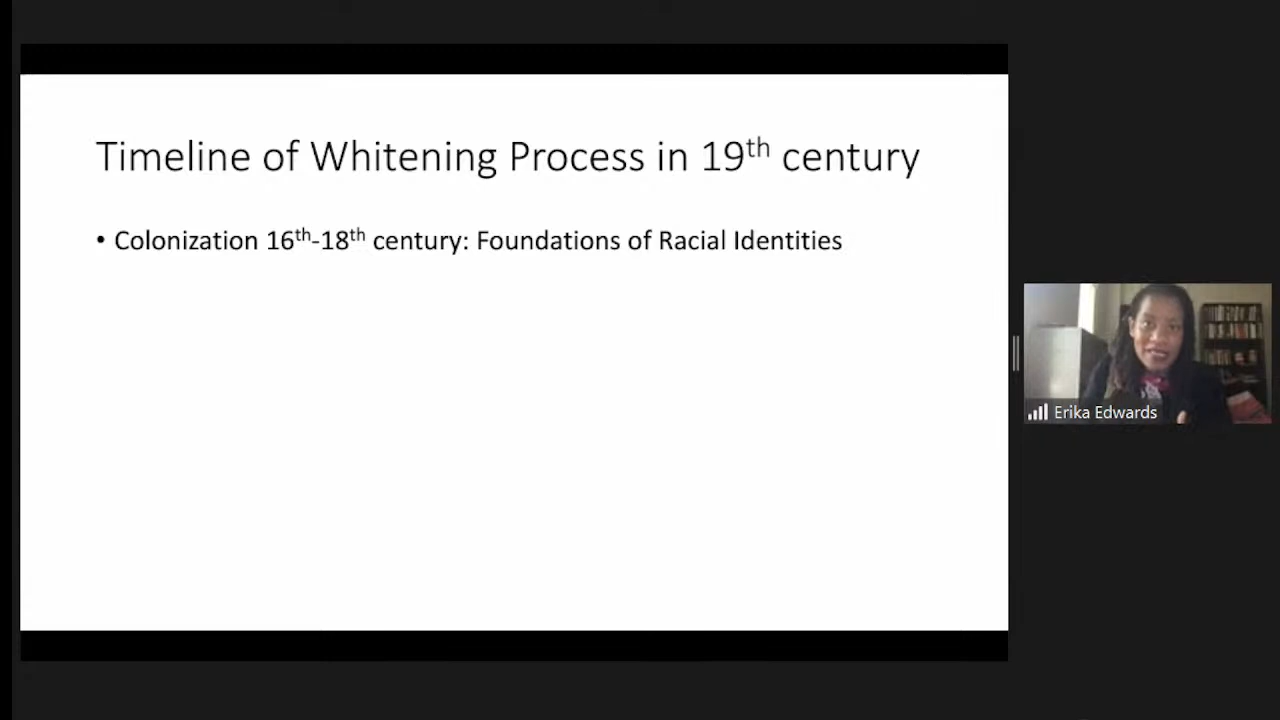 Timeline of Whitening Process in 19th century
• Colonization 16th-18th century: Foundations of Racial Identities
Erika Edwards